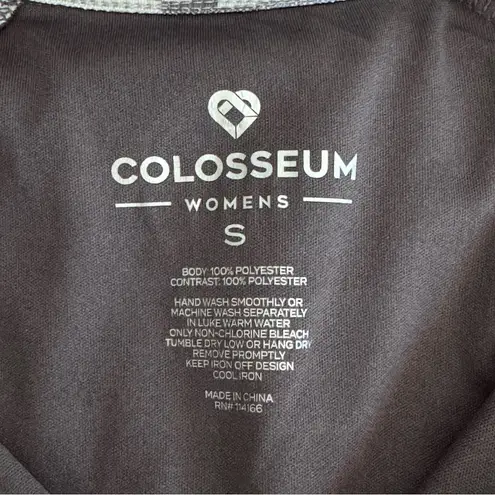 COLOSSEUM
WOMENS
S
BODY: 100% POLYESTER
CONTRAST: 100% POLYESTER
HAND WASH SMOOTHLY OR
MACHINE WASH SEPARATELY
IN LUKE WARM WATER
ONLY NON-CHLORINE BLEACH
TUMBLE DRY LOW OR HANG DRY
REMOVE PROMPTLY
KEEP IRON OFF DESIGN
COOL IRON
MADE IN CHINA
RN# 114166